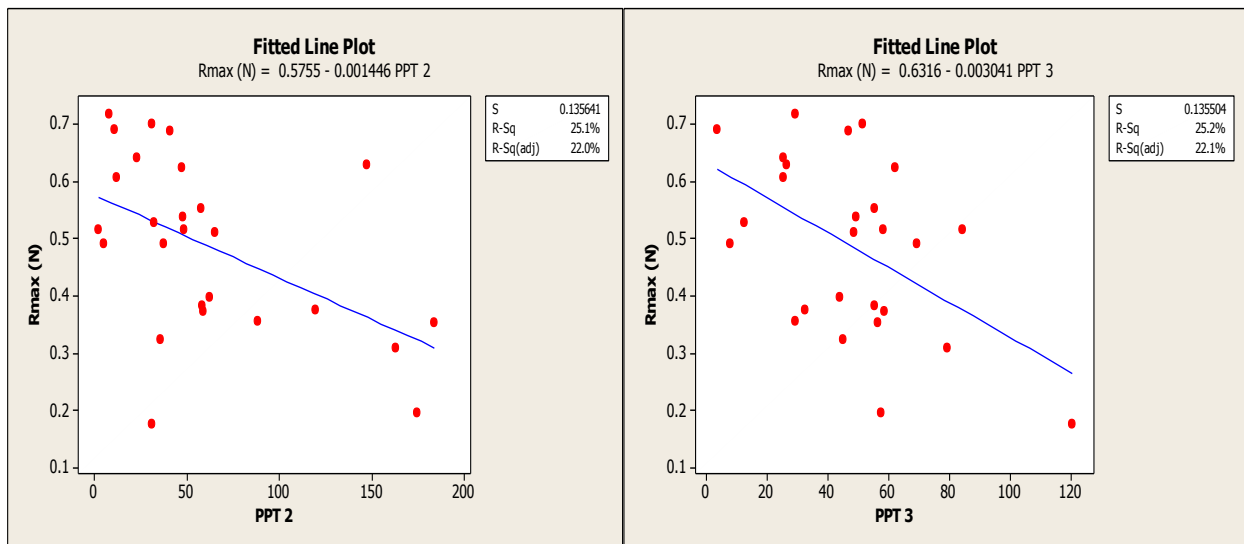 Fitted Line Plot
Rmax (N) = 0.5755 - 0.001446 PPT 2
S 0.135641
R-Sq 25.1%
R-Sq(adj) 22.0%
0.7
0.6
0.5
0.4
0.3
0.2
0.1
Rmax (N)
0 50 100 150 200
PPT 2
Fitted Line Plot
Rmax (N) = 0.6316 - 0.003041 PPT 3
S 0.135504
R-Sq 25.2%
R-Sq(adj) 22.1%
0.7
0.6
0.5
0.4
0.3
0.2
0.1
Rmax (N)
0 20 40 60 80 100 120
PPT 3